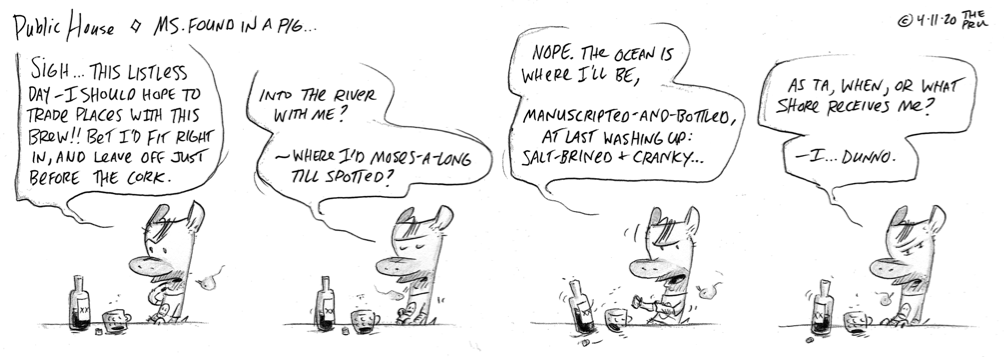 Public House ◇ MS. FOUND IN A PIG...
© 4-11-20 THE PRU
SIGH... THIS LISTLESS
DAY - I SHOULD HOPE TO
TRADE PLACES WITH THIS
BREW!! BET I'D FIT RIGHT
IN, AND LEAVE OFF JUST
BEFORE THE CORK.
INTO THE RIVER
WITH ME?
~WHERE I'D MOSES-A-LONG
TILL SPOTTED?
NOPE. THE OCEAN IS
WHERE I'LL BE,
MANUSCRIPTED-AND-BOTTLED,
AT LAST WASHING UP:
SALT-BRINED + CRANKY...
AS TA, WHEN, OR WHAT
SHORE RECEIVES ME?
-I... DUNNO.
XX
XX
XX
XX